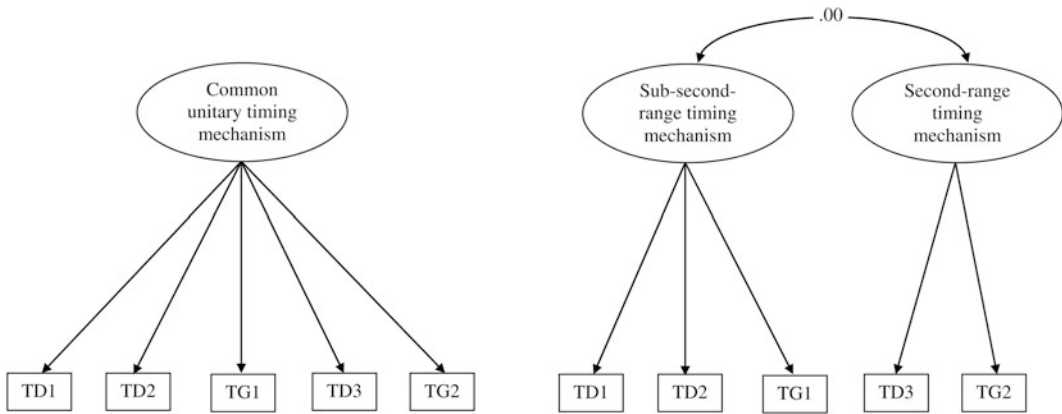 Common
unitary timing
mechanism
TD1
TD2
TG1
TD3
TG2
.00
Sub-second-
range timing
mechanism
Second-range
timing
mechanism
TD1
TD2
TG1
TD3
TG2